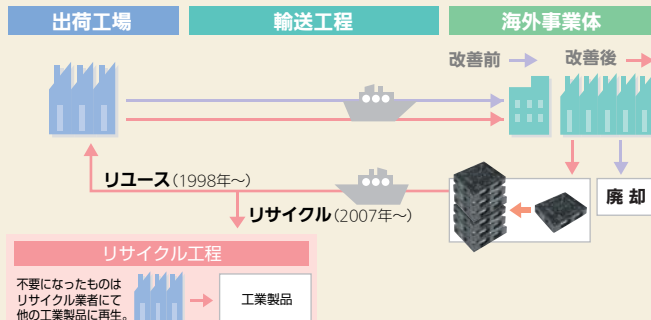 出荷工場
輸送工程
海外事業体
改善前
改善後
リユース(1998年〜)
リサイクル(2007年〜)
廃却
リサイクル工程
不要になったものは
リサイクル業者にて
他の工業製品に再生。
工業製品